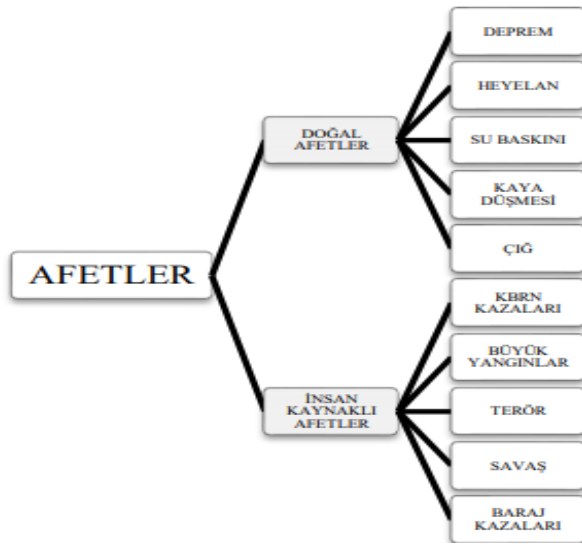 AFETLER
DOĞAL
AFETLER
DEPREM
HEYELAN
SU BASKINI
KAYA
DÜŞMESİ
ÇIĞ
İNSAN
KAYNAKLI
AFETLER
KBRN
KAZALARI
BÜYÜK
YANGINLAR
TERÖR
SAVAŞ
BARAJ
KAZALARI